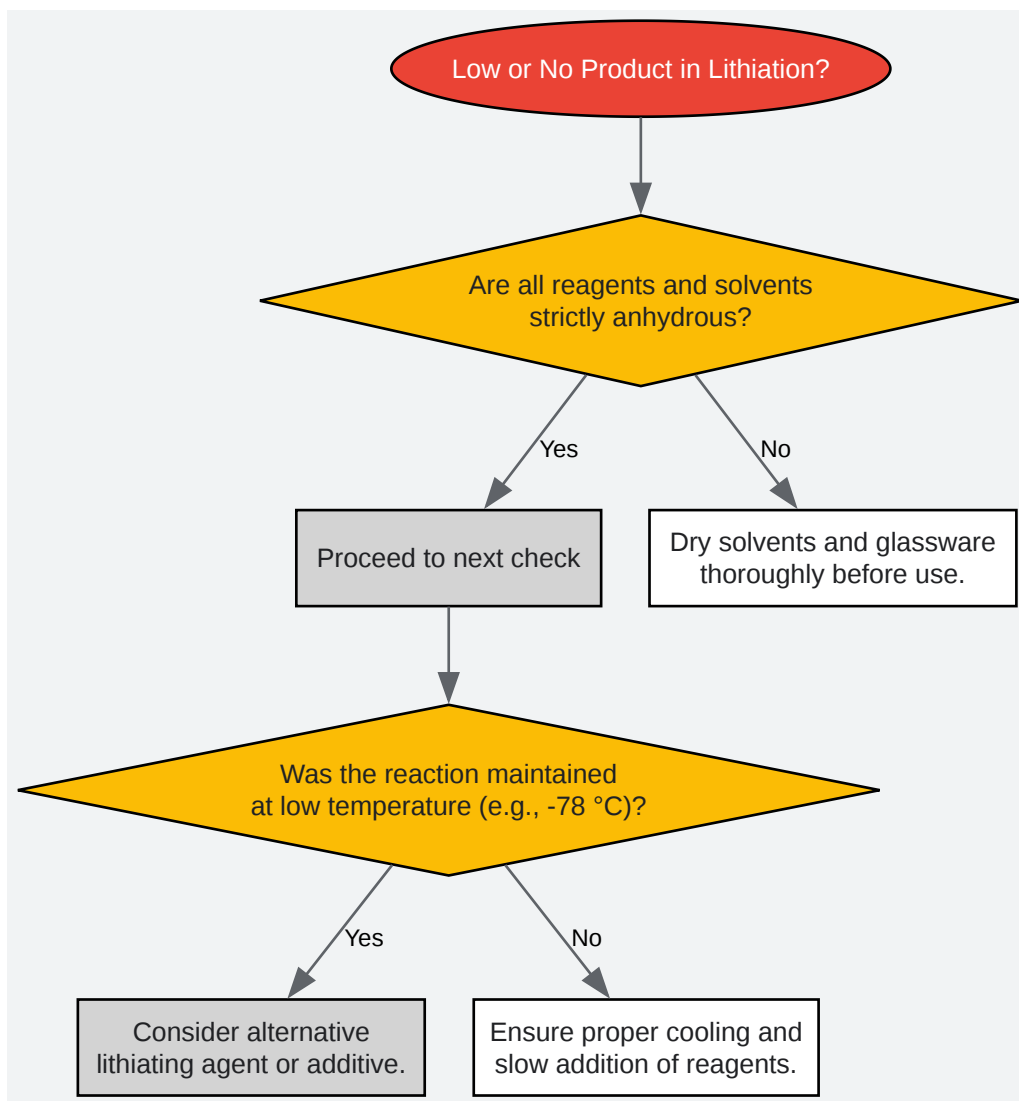 Low or No Product in Lithiation?
Are all reagents and solvents
strictly anhydrous?
Yes
No
Proceed to next check
Dry solvents and glassware
thoroughly before use.
Was the reaction maintained
at low temperature (e.g., -78 °C)?
Yes
No
Consider alternative
lithiating agent or additive.
Ensure proper cooling and
slow addition of reagents.